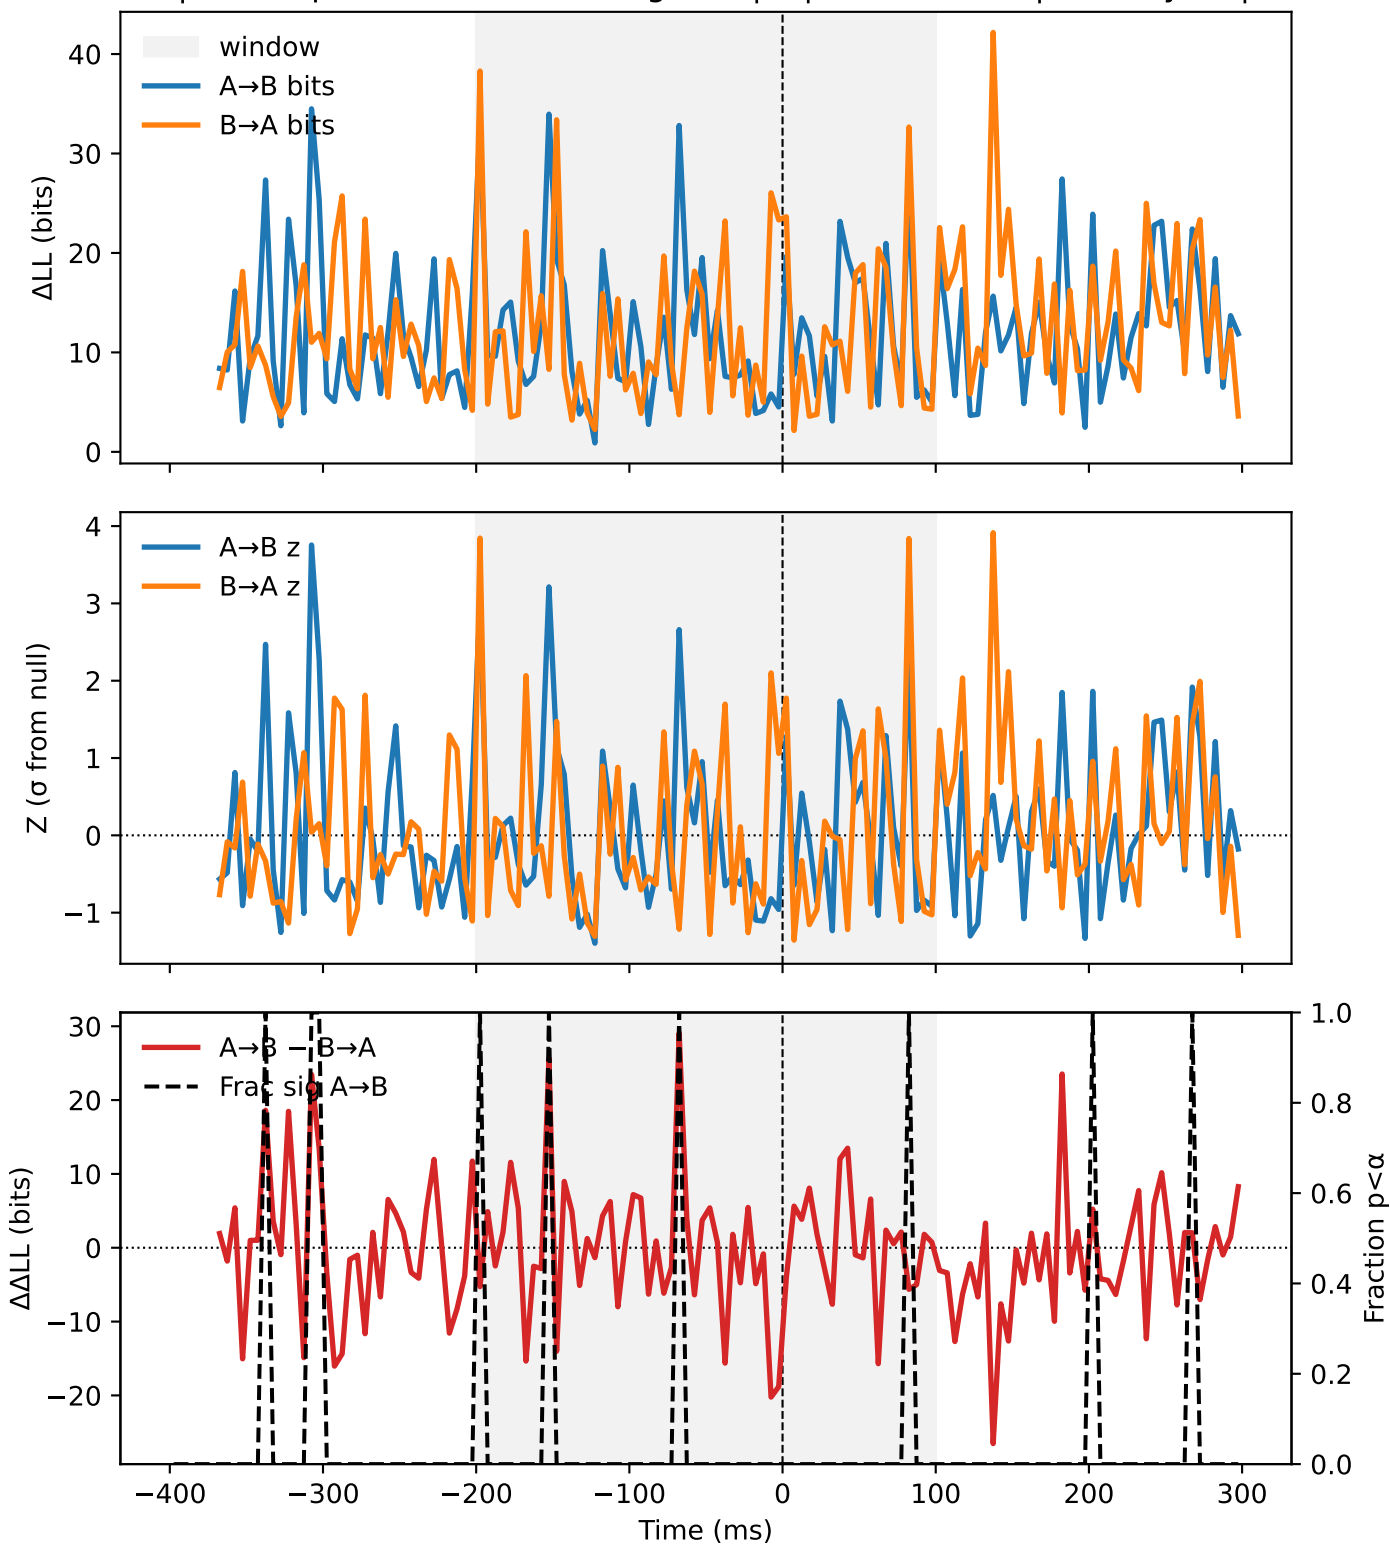 window
A→B bits
B→A bits
ΔLL (bits)
40
30
20
10
0
A→B z
B→A z
Z (σ from null)
4
3
2
1
0
−1
A→B − B→A
Frac sig A→B
ΔΔLL (bits)
30
20
10
0
−10
−20
1.0
0.8
0.6
0.4
0.2
0.0
Fraction p<α
−400 −300 −200 −100 0 100 200 300
Time (ms)